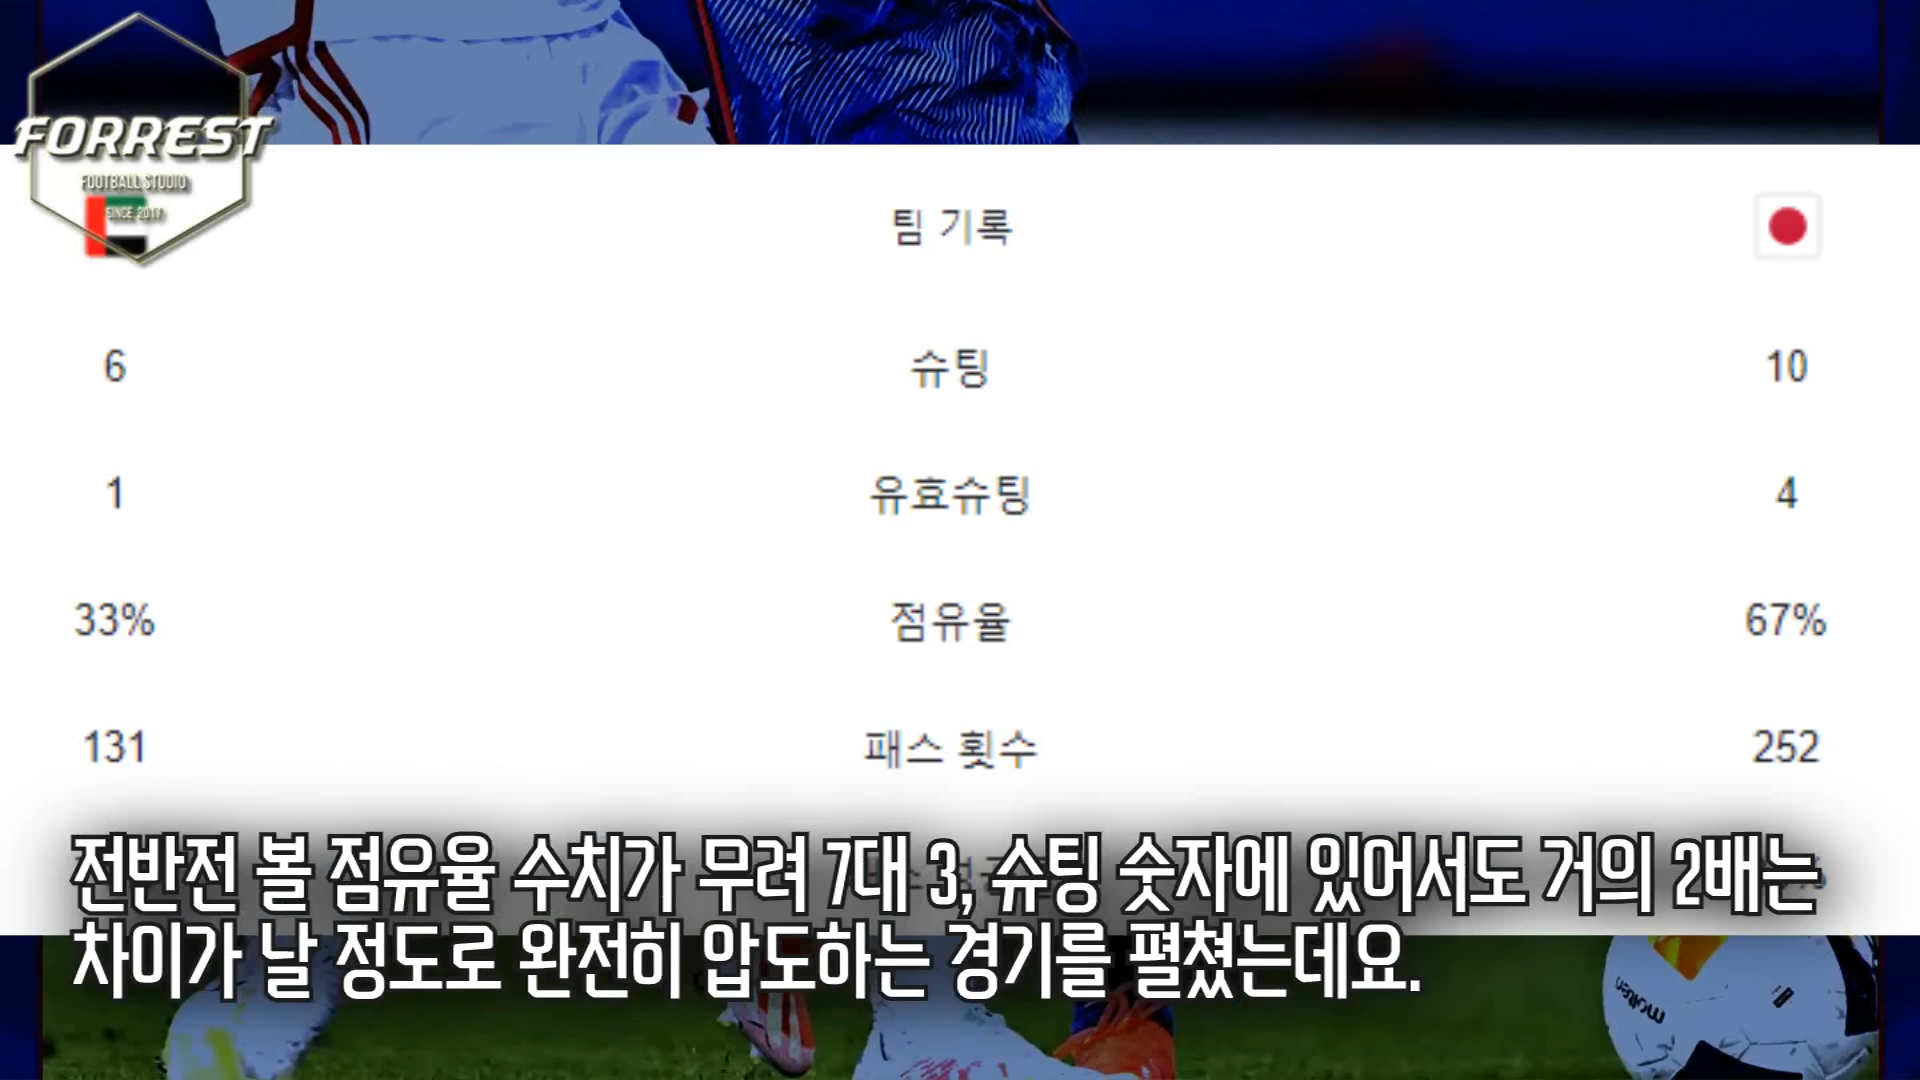 FORREST
FOOTBALL STUDIO
SINCE 2017
팀 기록
6 슈팅 10
1 유효슈팅 4
33% 점유율 67%
131 패스 횟수 252
전반전 볼 점유율 수치가 무려 7대 3, 슈팅 숫자에 있어서도 거의 2배는
차이가 날 정도로 완전히 압도하는 경기를 펼쳤는데요.
molten